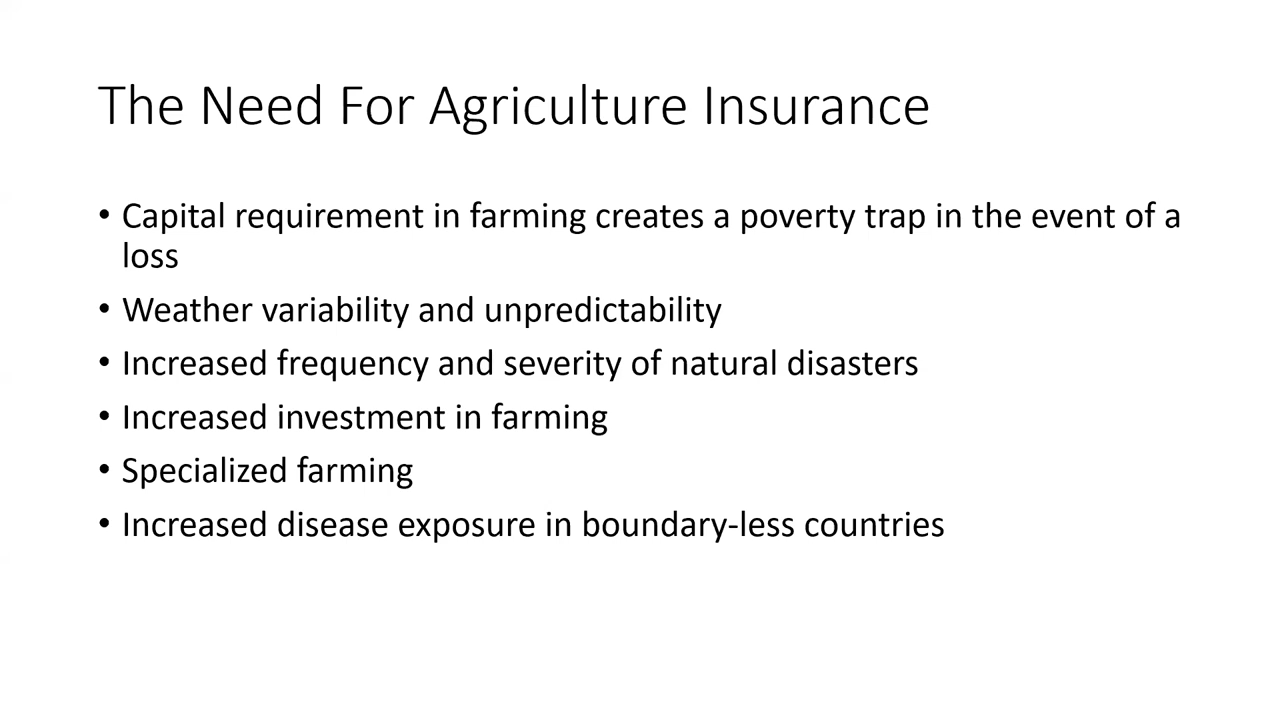 The Need For Agriculture Insurance
• Capital requirement in farming creates a poverty trap in the event of a
loss
• Weather variability and unpredictability
• Increased frequency and severity of natural disasters
• Increased investment in farming
• Specialized farming
• Increased disease exposure in boundary-less countries